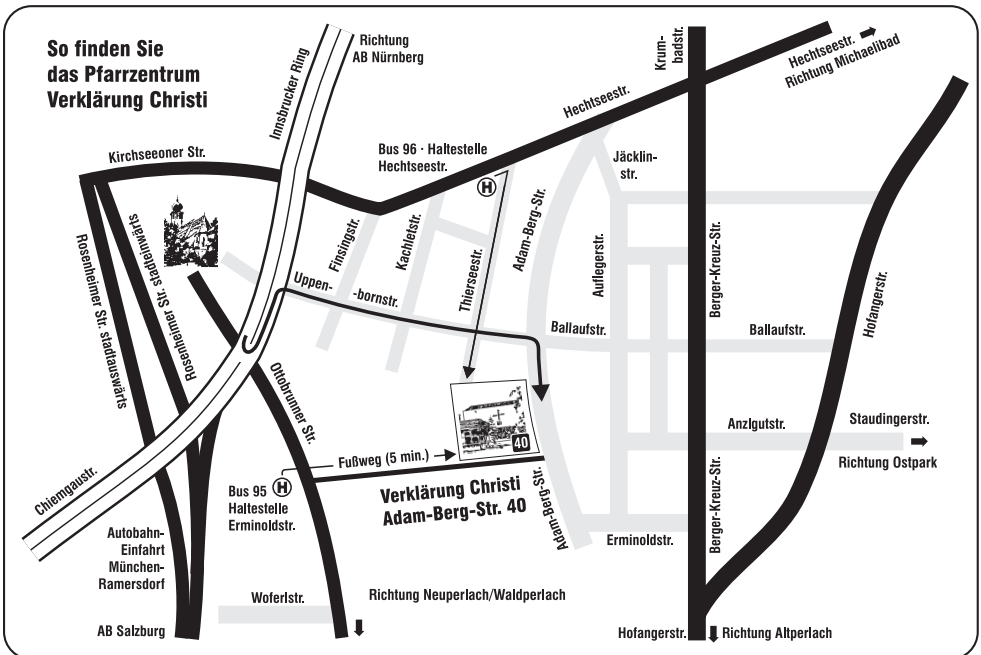 So finden Sie
das Pfarrzentrum
Verklärung Christi
Innsbrucker Ring
Richtung
AB Nürnberg
Krum-
badstr.
Hechtseestr.
Richtung Michaelibad
Hechtseestr.
Kirchseeoner Str.
Bus 96 · Haltestelle
Hechtseestr.
H
Jäcklin-
str.
Rosenheimer Str. stadtauswärts
Rosenheimer Str. stadteinwärts
Finsingstr.
Kachletstr.
Thierseestr.
Adam-Berg-Str.
Auflegerstr.
Berger-Kreuz-Str.
Hofangerstr.
Uppen-
-bornstr.
Ballaufstr.
Ballaufstr.
Ottobrunner Str.
40
Anzlgutstr.
Staudingerstr.
Richtung Ostpark
Fußweg (5 min.)
Chiemgaustr.
Bus 95
H
Haltestelle
Erminoldstr.
Verklärung Christi
Adam-Berg-Str. 40
Adam-Berg-Str.
Berger-Kreuz-Str.
Erminoldstr.
Autobahn-
Einfahrt
München-
Ramersdorf
Woferlstr.
Richtung Neuperlach/Waldperlach
AB Salzburg
Hofangerstr.
Richtung Altperlach